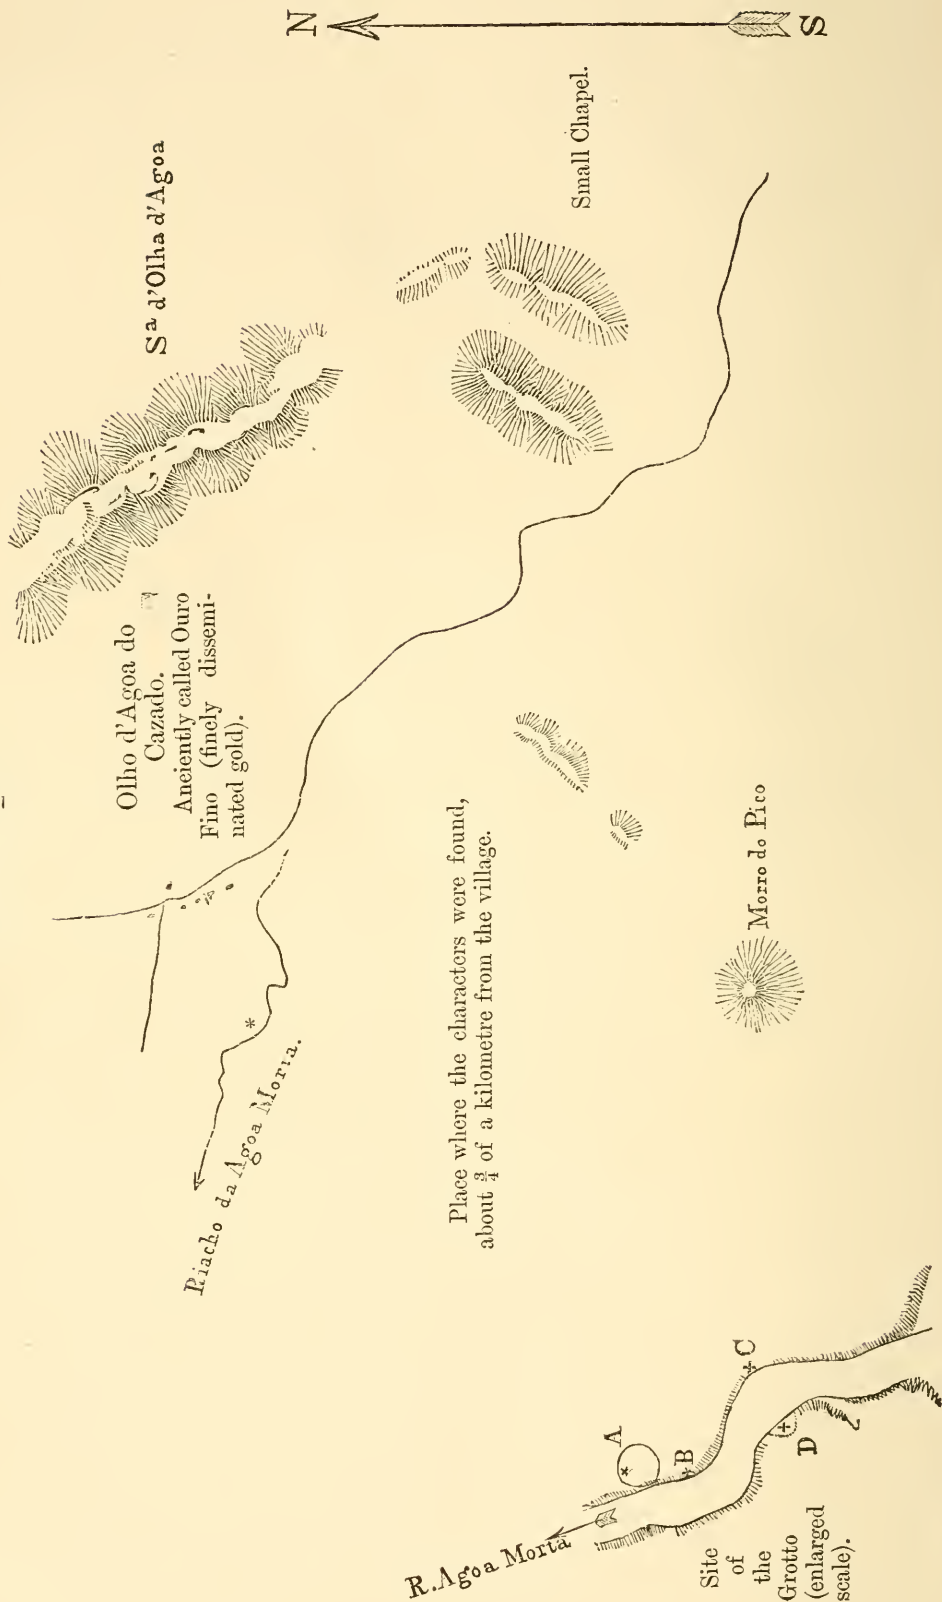 N
S
Sª d'Olha d'Agoa
Small Chapel.
Olho d'Agoa do
Cazado.
Anciently called Ouro
Fino (finely dissemi-
nated gold).
Riacho da Agoa Morta.
Place where the characters were found,
about ¾ of a kilometre from the village.
Morro do Pico
R. Agoa Morta
A
B
C
D
Site
of
the
Grotto
(enlarged
scale).